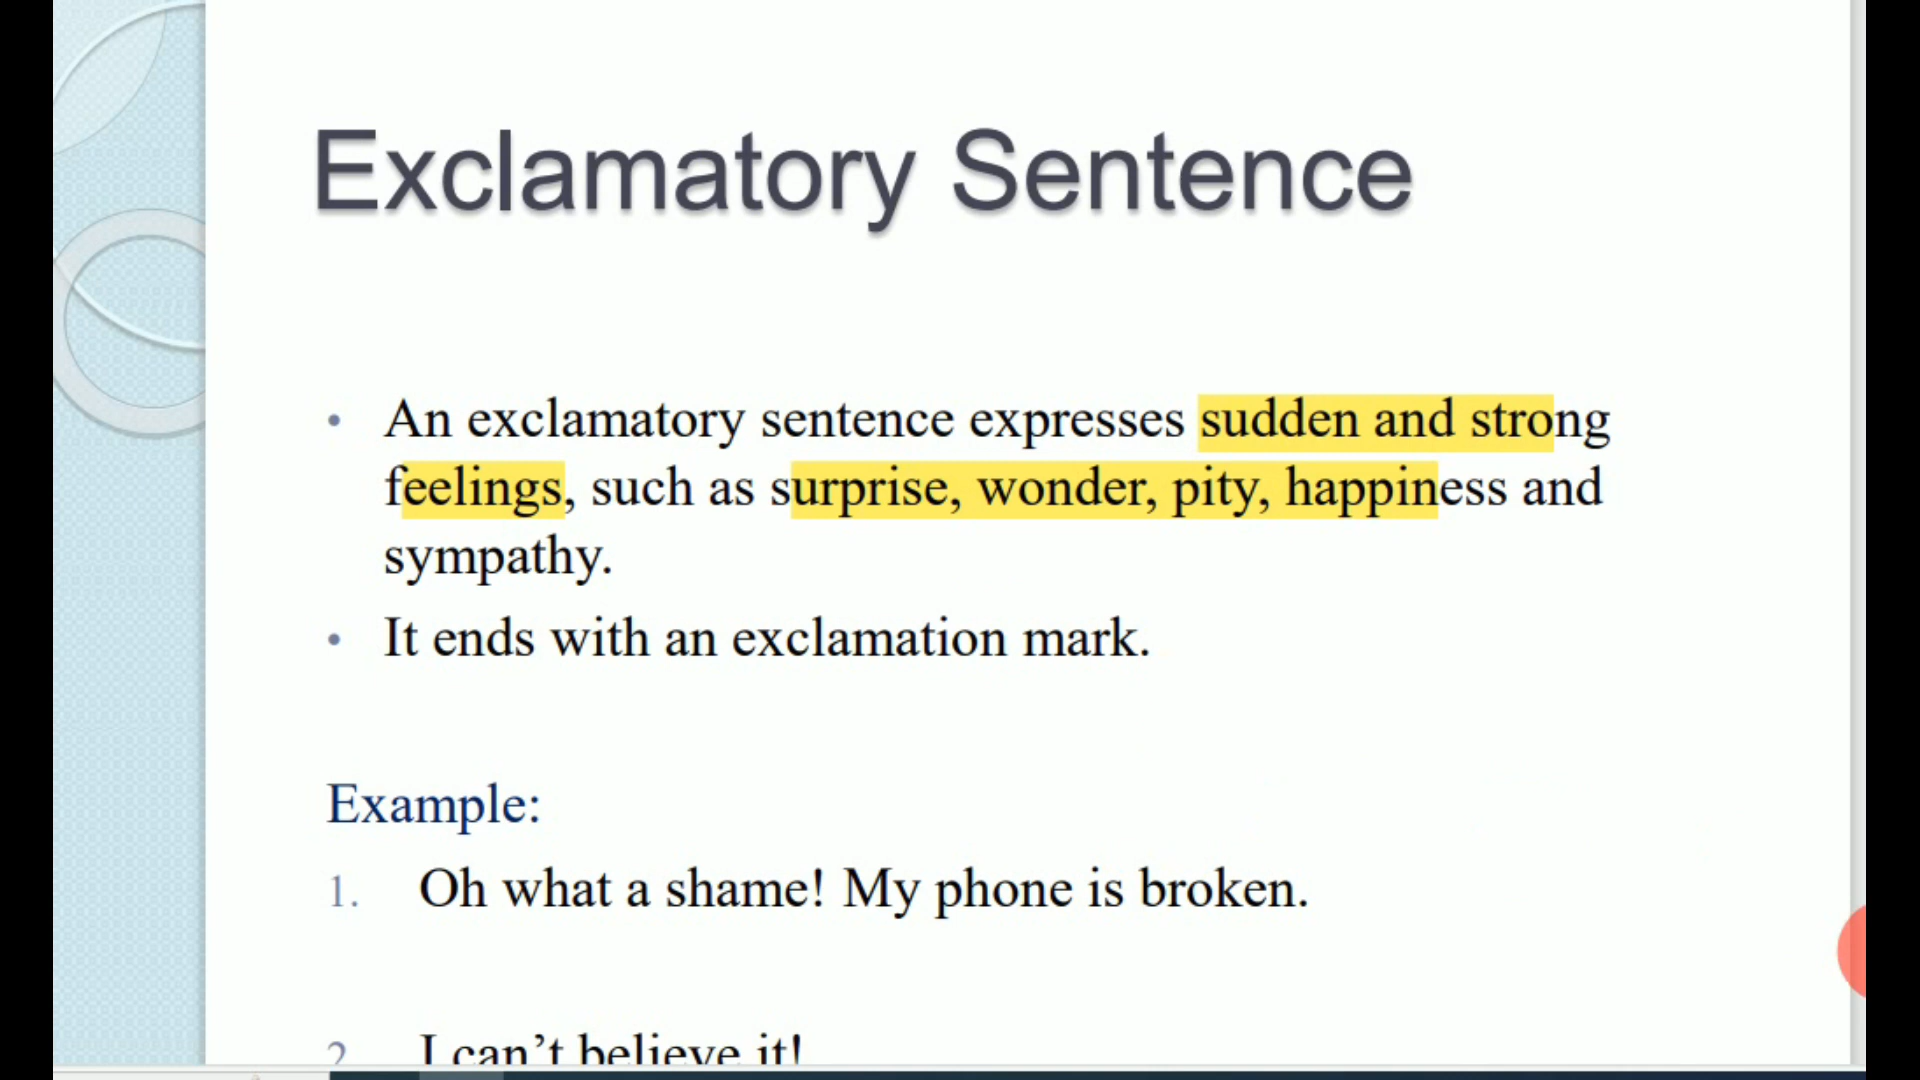 Exclamatory Sentence
• An exclamatory sentence expresses sudden and strong
feelings, such as surprise, wonder, pity, happiness and
sympathy.
• It ends with an exclamation mark.
Example:
1. Oh what a shame! My phone is broken.
2. I can’t believe it!